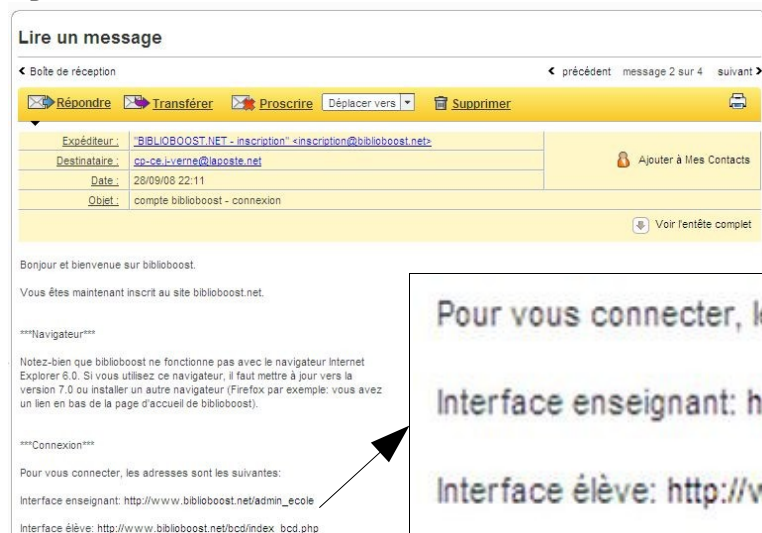 Lire un message
Boîte de réception
précédent message 2 sur 4 suivant
Répondre Transférer Proscrire Déplacer vers Supprimer
Expéditeur : "BIBLIOBOOST.NET - inscription" <inscription@biblioboost.net>
Destinataire : cp-ce.j-verne@laposte.net
Ajouter à Mes Contacts
Date : 28/09/08 22:11
Objet : compte biblioboost - connexion
Voir l'entête complet
Bonjour et bienvenue sur biblioboost.
Vous êtes maintenant inscrit au site biblioboost.net.
***Navigateur***
Notez-bien que biblioboost ne fonctionne pas avec le navigateur Internet
Explorer 6.0. Si vous utilisez ce navigateur, il faut mettre à jour vers la
version 7.0 ou installer un autre navigateur (Firefox par exemple: vous avez
un lien en bas de la page d'accueil de biblioboost).
***Connexion***
Pour vous connecter, les adresses sont les suivantes:
Interface enseignant: http://www.biblioboost.net/admin_ecole
Interface élève: http://www.biblioboost.net/bcd/index_bcd.php
Pour vous connecter, l
Interface enseignant: h
Interface élève: http://w